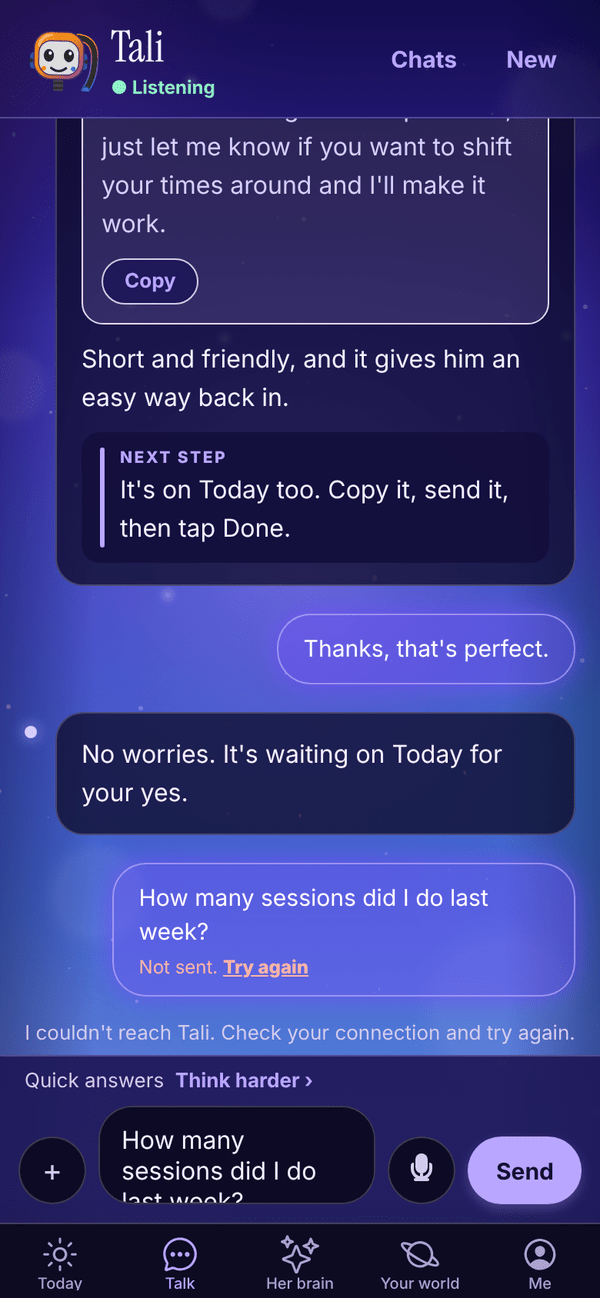 Tali
Listening
Chats
New
just let me know if you want to shift
your times around and I'll make it
work.
Copy
Short and friendly, and it gives him an
easy way back in.
NEXT STEP
It's on Today too. Copy it, send it,
then tap Done.
Thanks, that's perfect.
No worries. It's waiting on Today for
your yes.
How many sessions did I do last
week?
Not sent. Try again
I couldn't reach Tali. Check your connection and try again.
Quick answers Think harder ›
+
How many
sessions did I do
last week?
Send
Today
Talk
Her brain
Your world
Me